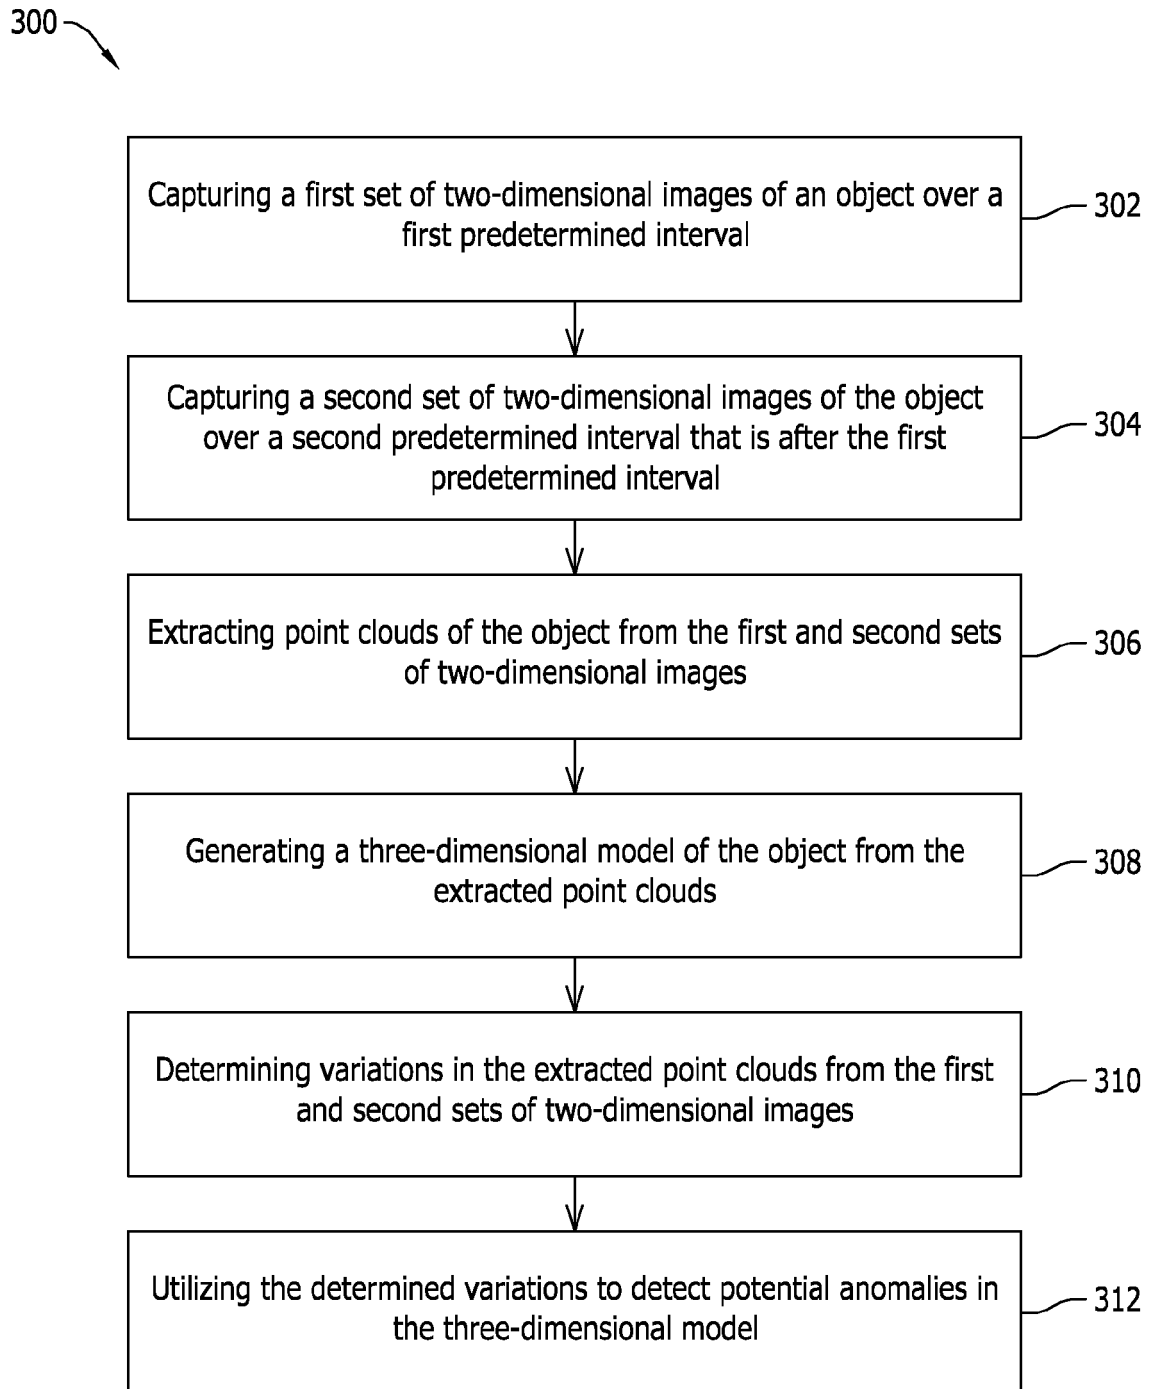 300
Capturing a first set of two-dimensional images of an object over a
first predetermined interval
302
Capturing a second set of two-dimensional images of the object
over a second predetermined interval that is after the first
predetermined interval
304
Extracting point clouds of the object from the first and second sets
of two-dimensional images
306
Generating a three-dimensional model of the object from the
extracted point clouds
308
Determining variations in the extracted point clouds from the first
and second sets of two-dimensional images
310
Utilizing the determined variations to detect potential anomalies in
the three-dimensional model
312